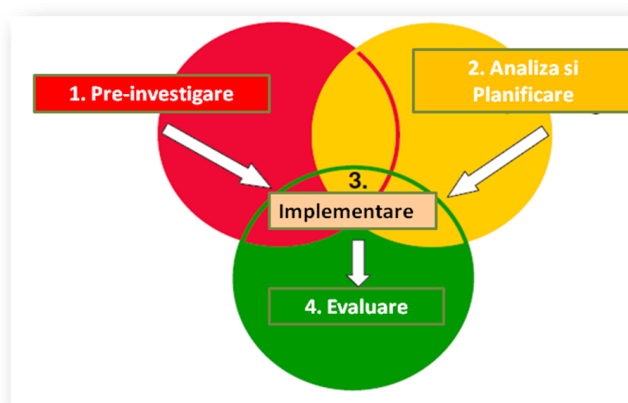 1. Pre-investigare
2. Analiza si
Planificare
3.
Implementare
4. Evaluare